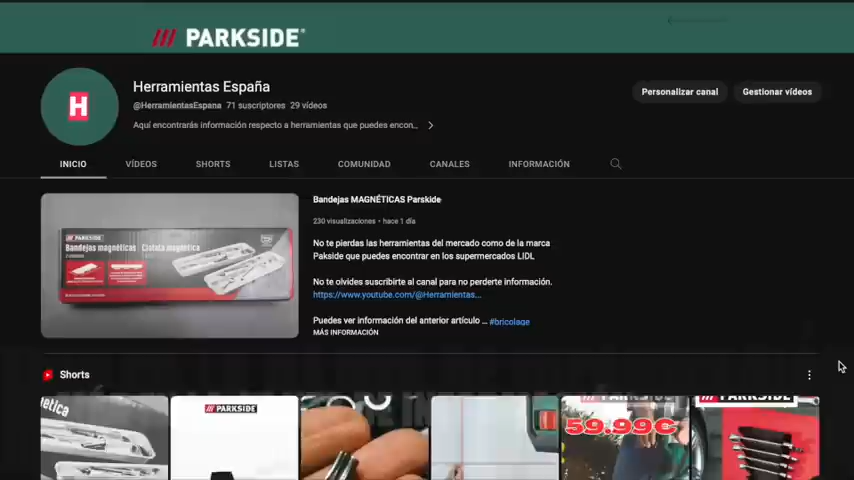 /// PARKSIDE®
H
Herramientas España
@HerramientasEspana 71 suscriptores 29 vídeos
Aquí encontrarás información respecto a herramientas que puedes encon...
Personalizar canal
Gestionar vídeos
INICIO VÍDEOS SHORTS LISTAS COMUNIDAD CANALES INFORMACIÓN
PARKSIDE
Bandejas magnéticas Ciotola magnetica
Bandejas MAGNÉTICAS Parskide
230 visualizaciones • hace 1 día
No te pierdas las herramientas del mercado como de la marca
Pakside que puedes encontrar en los supermercados LIDL
No te olvides suscribirte al canal para no perderte información.
https://www.youtube.com/@Herramientas...
Puedes ver información del anterior artículo ... #bricolage
MÁS INFORMACIÓN
Shorts
/// PARKSIDE
PARKSIDE
PARKSIDE
59.99€